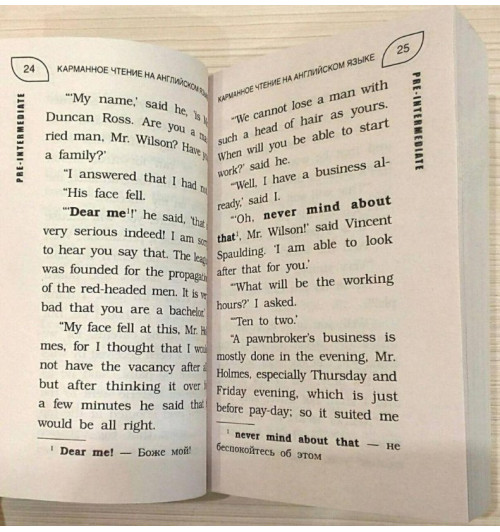 24
КАРМАННОЕ ЧТЕНИЕ НА АНГЛИЙСКОМ
PRE-INTERMEDIATE
“‘My name,’ said he, ‘is
Duncan Ross. Are you a
ried man, Mr. Wilson? Have
a family?’
“I answered that I had
“His face fell.
“‘Dear me¹!’ he said, ‘that
very serious indeed! I am
to hear you say that. The
was founded for the
of the red-headed men. It is
bad that you are a bachelor.’
“My face fell at this, Mr.
mes, for I thought that I
not have the vacancy after
but after thinking it over
a few minutes he said that
would be all right.
¹ Dear me! — Боже мой!
25
КАРМАННОЕ ЧТЕНИЕ НА АНГЛИЙСКОМ ЯЗЫКЕ
PRE-INTERMEDIATE
“‘We cannot lose a man with
such a head of hair as yours.
When will you be able to start
work?’ said he.
“‘Well, I have a business al-
ready,’ said I.
“‘Oh, never mind about
that¹, Mr. Wilson!’ said Vincent
Spaulding. ‘I am able to look
after that for you.’
“‘What will be the working
hours?’ I asked.
“‘Ten to two.’
“A pawnbroker’s business is
mostly done in the evening, Mr.
Holmes, especially Thursday and
Friday evening, which is just
before pay-day; so it suited me
¹ never mind about that — не
беспокойтесь об этом